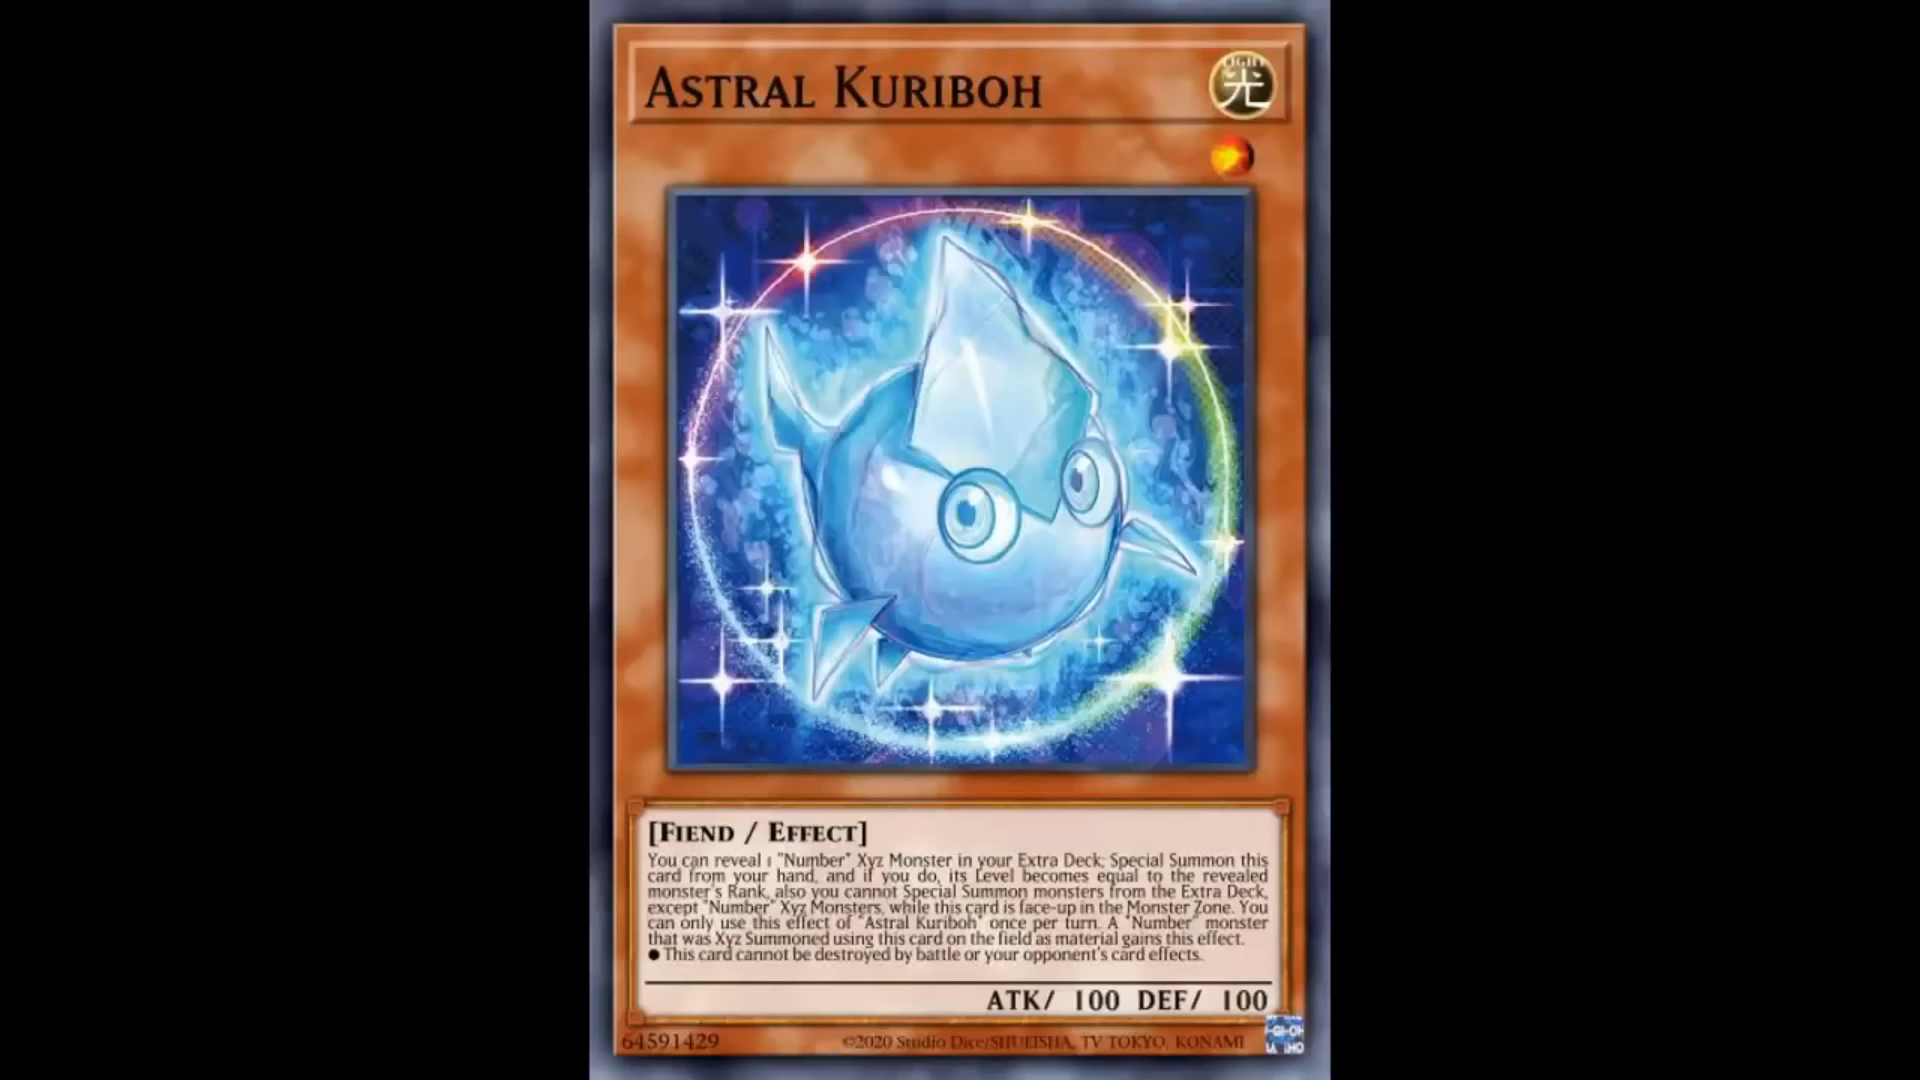 ASTRAL KURIBOH
LIGHT
光
[FIEND / EFFECT]
You can reveal 1 "Number" Xyz Monster in your Extra Deck; Special Summon this
card from your hand, and if you do, its Level becomes equal to the revealed
monster's Rank, also you cannot Special Summon monsters from the Extra Deck,
except "Number" Xyz Monsters, while this card is face-up in the Monster Zone. You
can only use this effect of "Astral Kuriboh" once per turn. A "Number" monster
that was Xyz Summoned using this card on the field as material gains this effect.
● This card cannot be destroyed by battle or your opponent's card effects.
ATK/ 100 DEF/ 100
64591429
©2020 Studio Dice/SHUEISHA, TV TOKYO, KONAMI